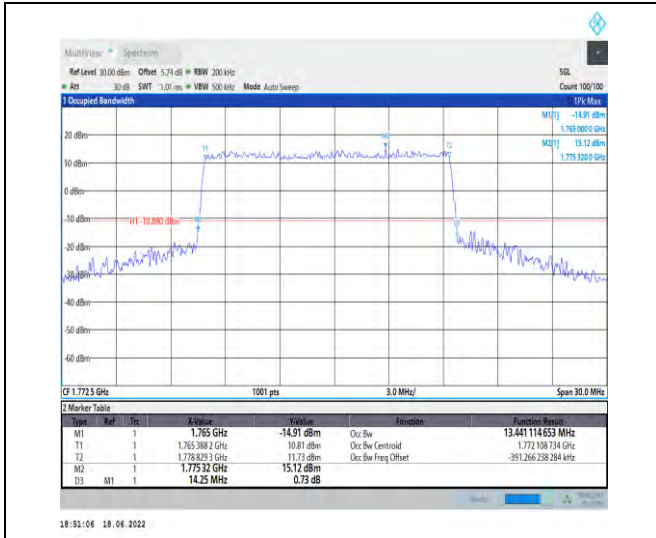 MultiView Spectrum
Ref Level 30.00 dBm Offset 5.74 dB RBW 200 kHz SGL
Att 30 dB SWT 1.01 ms VBW 500 kHz Mode Auto Sweep Count 100/100
1 Occupied Bandwidth 1Pk Max
M1[1] -14.91 dBm
1.765 000 0 GHz
20 dBm M2[1] 15.12 dBm
1.775 320 0 GHz
T1 T2
10 dBm
0 dBm
-10 dBm H1 -10.880 dBm
-30 dBm
-40 dBm
-50 dBm
-60 dBm
CF 1.772 5 GHz 1001 pts 3.0 MHz/ Span 30.0 MHz
2 Marker Table
Type Ref Trc X-Value Y-Value Function Function Result
M1 1 1.765 GHz -14.91 dBm Occ Bw 13.441 114 653 MHz
T1 1 1.765 388 2 GHz 10.81 dBm Occ Bw Centroid 1.772 108 734 GHz
T2 1 1.778 829 3 GHz 11.73 dBm Occ Bw Freq Offset -391.266 238 284 kHz
M2 1 1.775 32 GHz 15.12 dBm
D3 M1 1 14.25 MHz 0.73 dB
18:51:06 18.06.2022